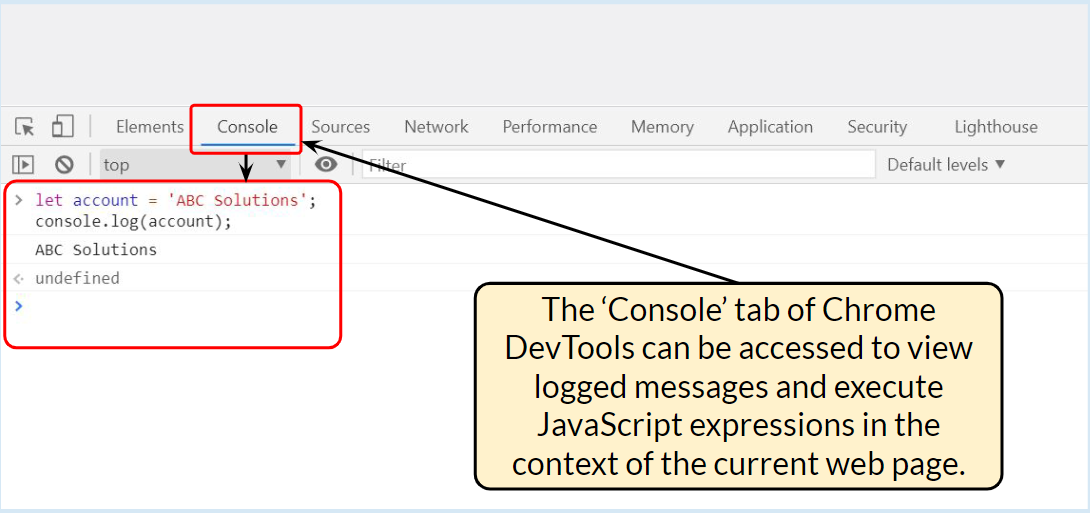 Elements Console Sources Network Performance Memory Application Security Lighthouse
top Filter Default levels
let account = 'ABC Solutions';
console.log(account);
ABC Solutions
undefined
The ‘Console’ tab of Chrome
DevTools can be accessed to view
logged messages and execute
JavaScript expressions in the
context of the current web page.